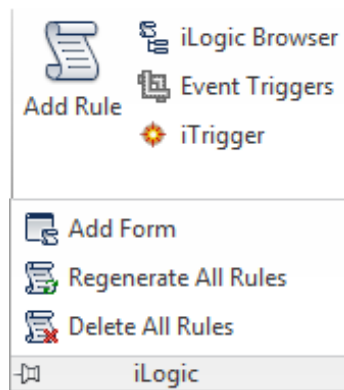 Add Rule
iLogic Browser
Event Triggers
iTrigger
Add Form
Regenerate All Rules
Delete All Rules
iLogic